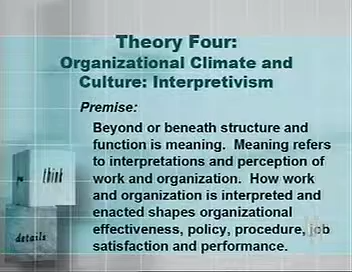 Theory Four:
Organizational Climate and
Culture: Interpretivism
Premise:
Beyond or beneath structure and
function is meaning. Meaning refers
to interpretations and perception of
work and organization. How work
and organization is interpreted and
enacted shapes organizational
effectiveness, policy, procedure, job
satisfaction and performance.
think
details